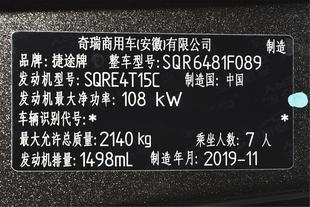 奇瑞商用车(安徽)有限公司 制造
品牌:捷途牌 整车型号:SQR6481F089
发动机型号:SQRE4T15C 制造国:中国
发动机最大净功率:108 kW
车辆识别代号:* *
最大允许总质量:2140kg 乘坐人数:7人
发动机排量:1498mL 制造年月:2019-11